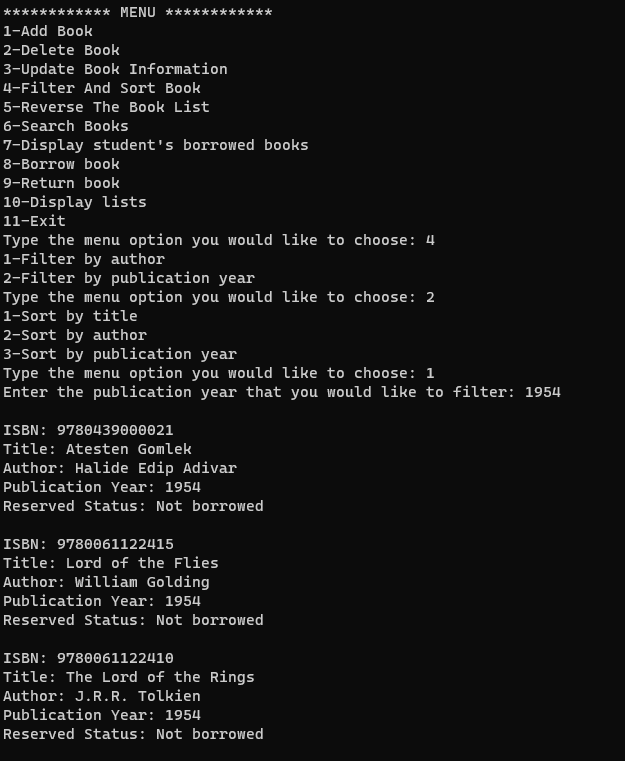 ************ MENU ************
1-Add Book
2-Delete Book
3-Update Book Information
4-Filter And Sort Book
5-Reverse The Book List
6-Search Books
7-Display student's borrowed books
8-Borrow book
9-Return book
10-Display lists
11-Exit
Type the menu option you would like to choose: 4
1-Filter by author
2-Filter by publication year
Type the menu option you would like to choose: 2
1-Sort by title
2-Sort by author
3-Sort by publication year
Type the menu option you would like to choose: 1
Enter the publication year that you would like to filter: 1954

ISBN: 9780439000021
Title: Atesten Gomlek
Author: Halide Edip Adivar
Publication Year: 1954
Reserved Status: Not borrowed

ISBN: 9780061122415
Title: Lord of the Flies
Author: William Golding
Publication Year: 1954
Reserved Status: Not borrowed

ISBN: 9780061122410
Title: The Lord of the Rings
Author: J.R.R. Tolkien
Publication Year: 1954
Reserved Status: Not borrowed